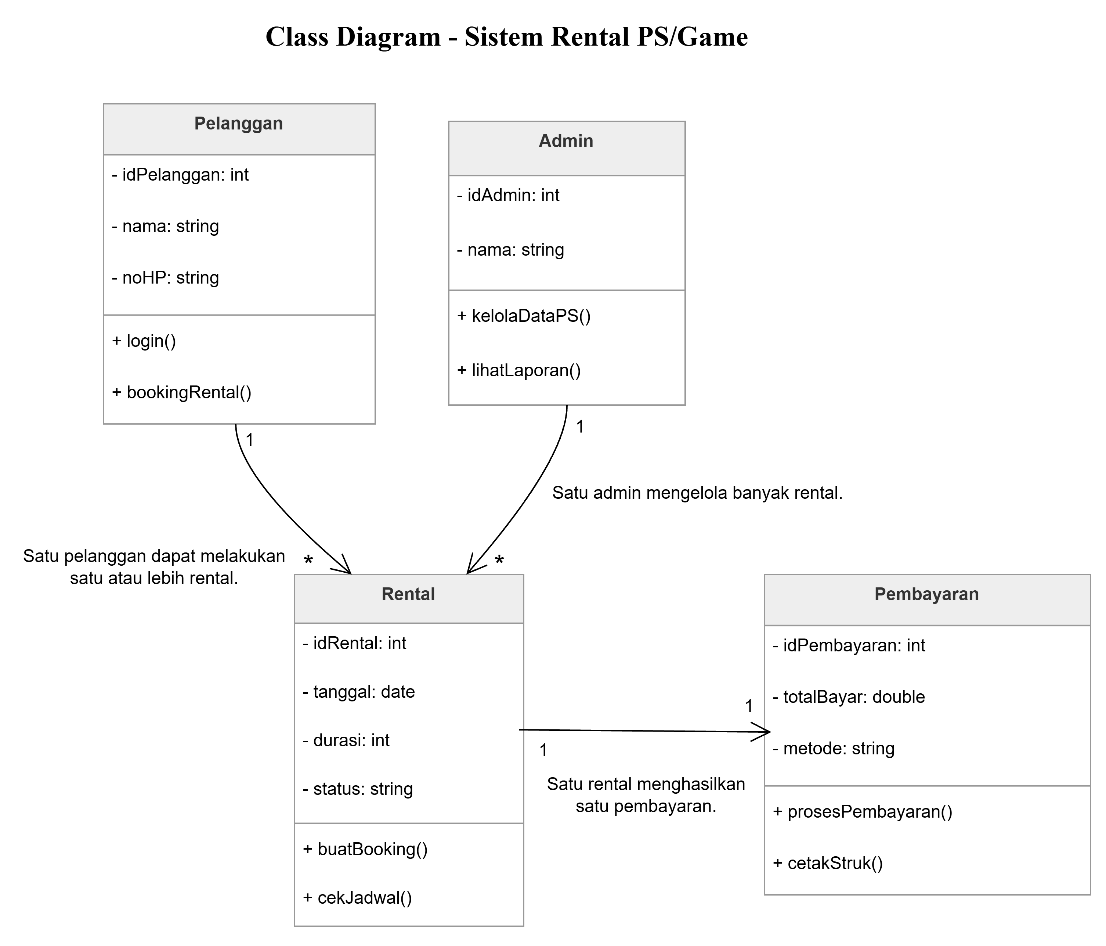 Class Diagram - Sistem Rental PS/Game
Pelanggan
- idPelanggan: int
- nama: string
- noHP: string
+ login()
+ bookingRental()
Admin
- idAdmin: int
- nama: string
+ kelolaDataPS()
+ lihatLaporan()
1
1
Satu admin mengelola banyak rental.
Satu pelanggan dapat melakukan
satu atau lebih rental.
*
*
Rental
- idRental: int
- tanggal: date
- durasi: int
- status: string
+ buatBooking()
+ cekJadwal()
1
1
Satu rental menghasilkan
satu pembayaran.
Pembayaran
- idPembayaran: int
- totalBayar: double
- metode: string
+ prosesPembayaran()
+ cetakStruk()